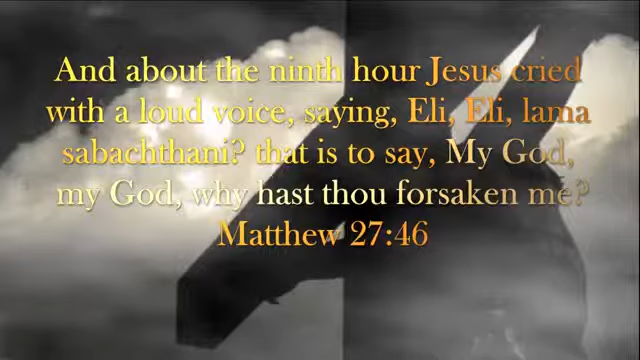 And about the ninth hour Jesus cried
with a loud voice, saying, Eli, Eli, lama
sabachthani? that is to say, My God,
my God, why hast thou forsaken me?
Matthew 27:46